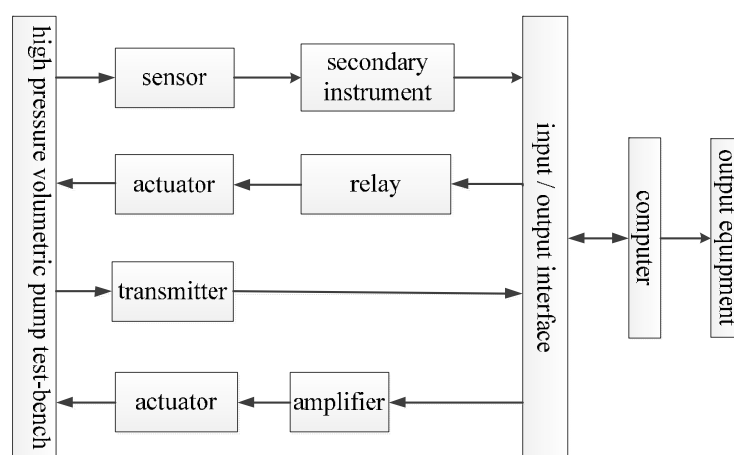 high pressure volumetric pump test-bench
sensor
secondary
instrument
actuator
relay
transmitter
actuator
amplifier
input / output interface
computer
output equipment